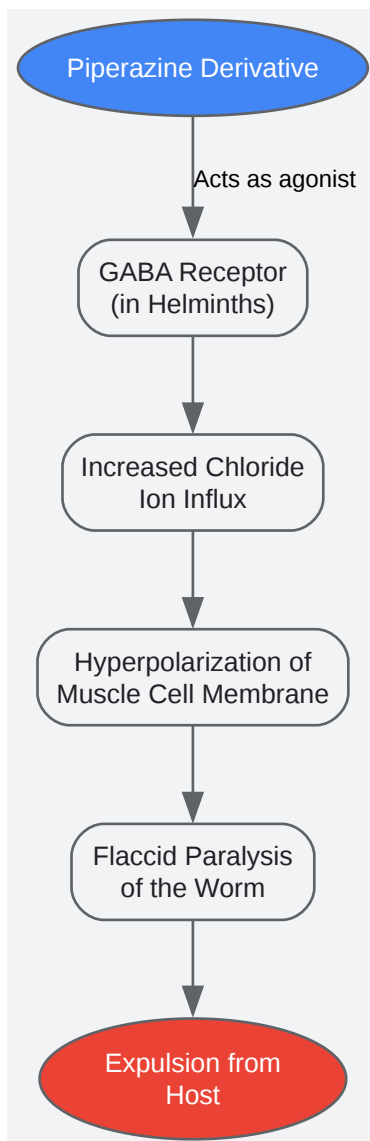 Piperazine Derivative
Acts as agonist
GABA Receptor
(in Helminths)
Increased Chloride
Ion Influx
Hyperpolarization of
Muscle Cell Membrane
Flaccid Paralysis
of the Worm
Expulsion from
Host